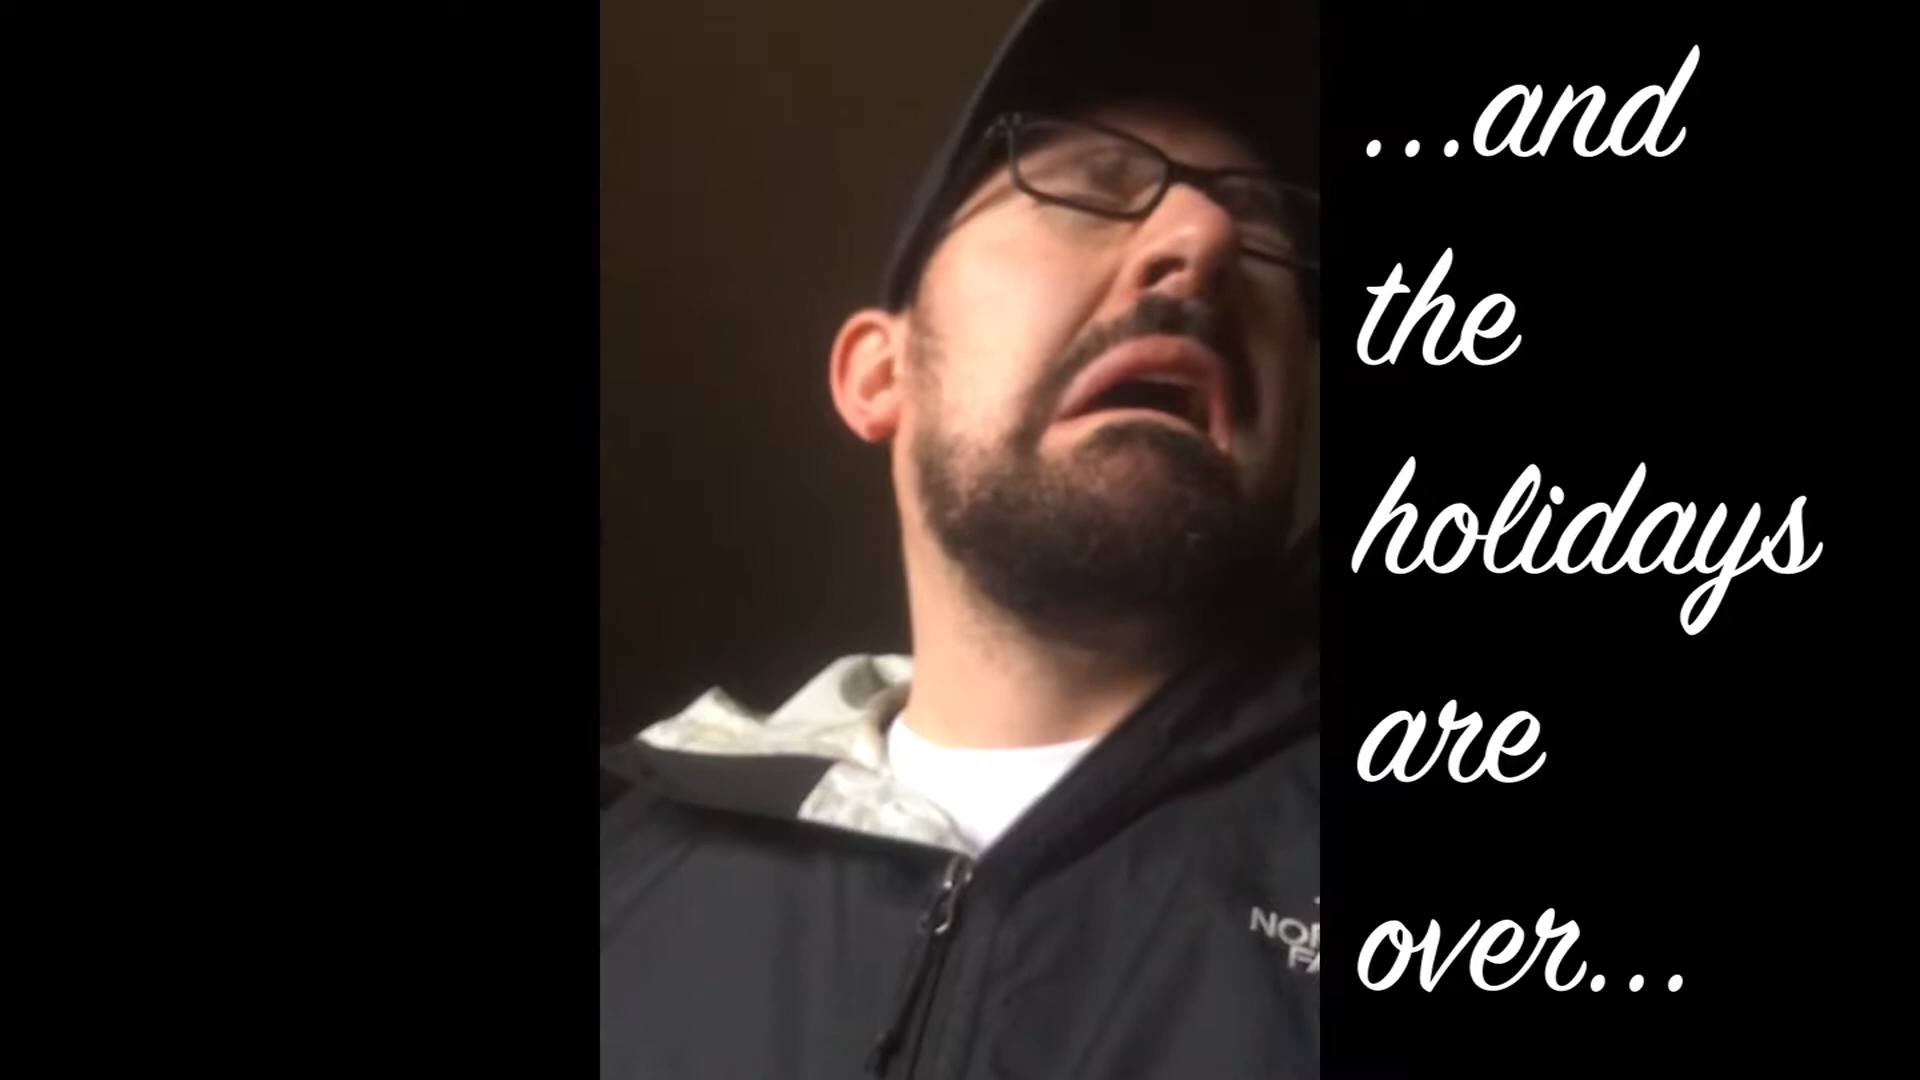 ...and
the
holidays
are
over...